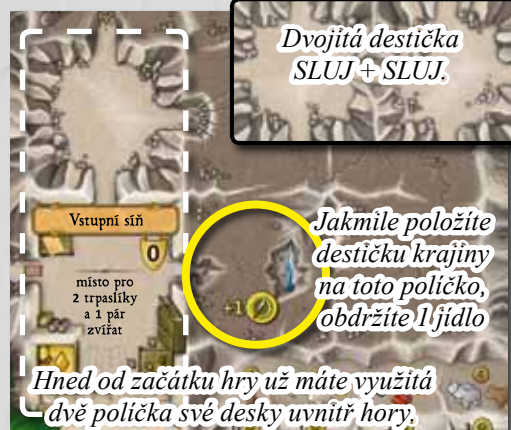 Dvojitá destička
SLUJ + SLUJ.
Vstupní síň
0
místo pro
2 trpaslíky
a 1 pár
zvířat
Jakmile položíte
destičku krajiny
na toto políčko,
obdržíte 1 jídlo
+1
Hned od začátku hry už máte využitá
dvě políčka své desky uvnitř hory.